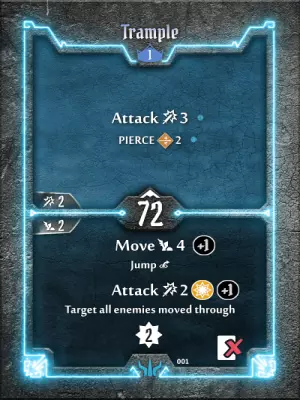 Trample
1
Attack 3
PIERCE 2
2
72
2
Move 4 +1
Jump
Attack 2 +1
Target all enemies moved through
2
001